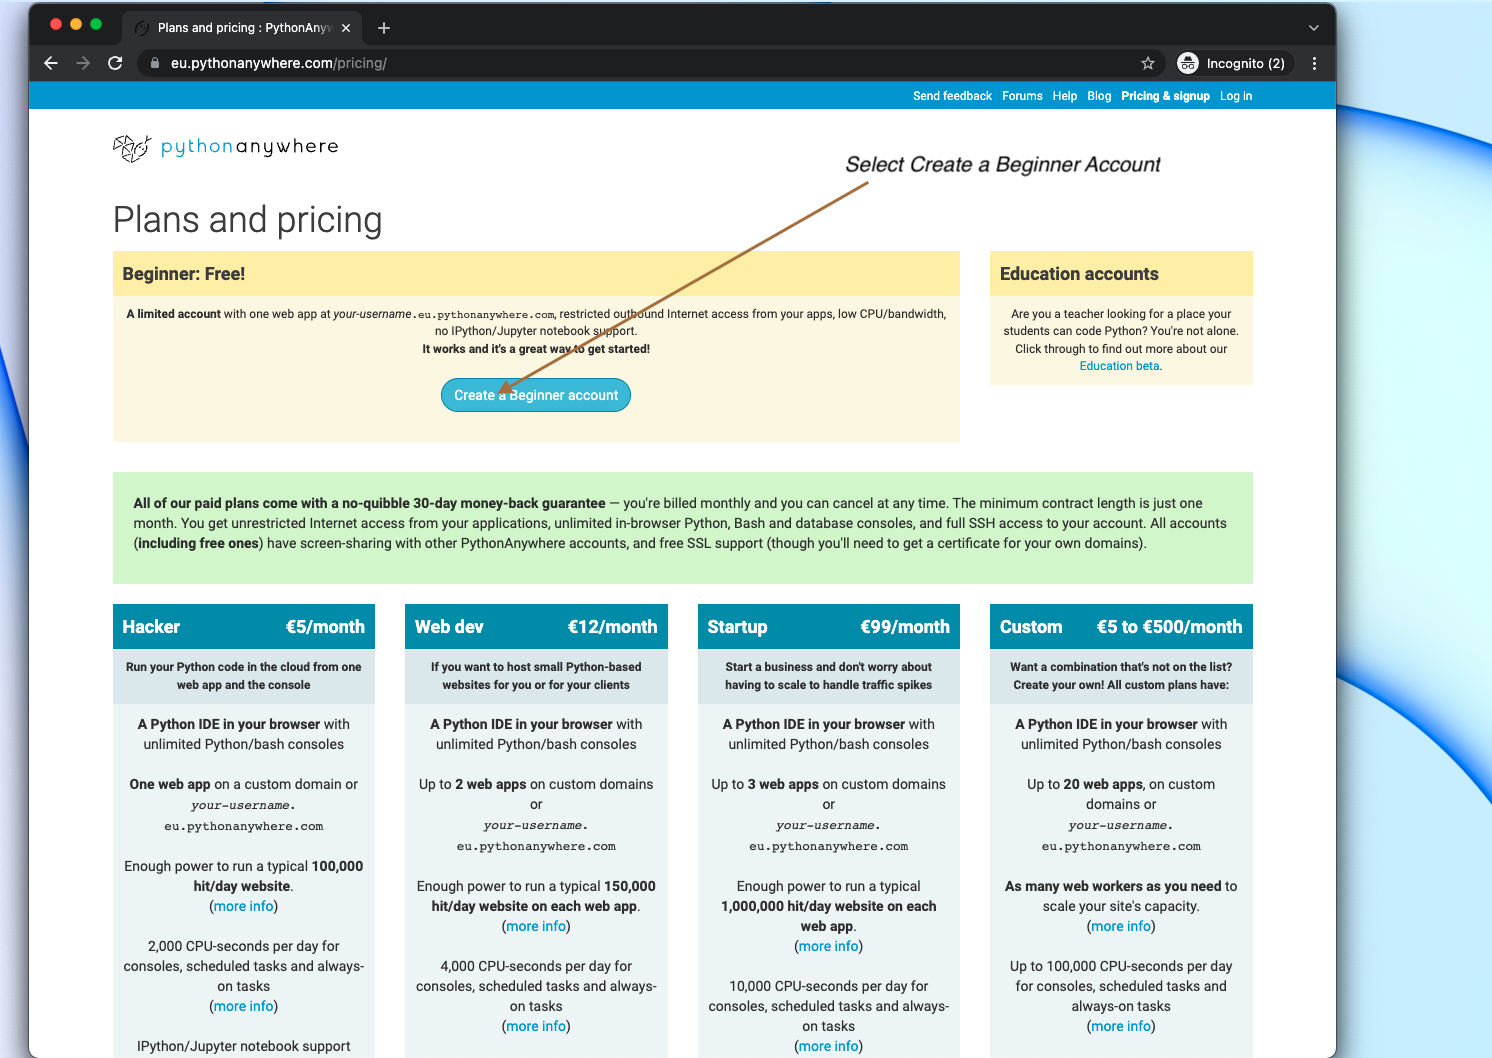 Plans and pricing : PythonAnyw
eu.pythonanywhere.com/pricing/
Incognito (2)
Send feedback Forums Help Blog Pricing & signup Log in
pythonanywhere
Select Create a Beginner Account
Plans and pricing
Beginner: Free!
A limited account with one web app at your-username.eu.pythonanywhere.com, restricted outbound Internet access from your apps, low CPU/bandwidth,
no IPython/Jupyter notebook support.
It works and it's a great way to get started!
Create a Beginner account
Education accounts
Are you a teacher looking for a place your
students can code Python? You're not alone.
Click through to find out more about our
Education beta.
All of our paid plans come with a no-quibble 30-day money-back guarantee — you're billed monthly and you can cancel at any time. The minimum contract length is just one
month. You get unrestricted Internet access from your applications, unlimited in-browser Python, Bash and database consoles, and full SSH access to your account. All accounts
(including free ones) have screen-sharing with other PythonAnywhere accounts, and free SSL support (though you'll need to get a certificate for your own domains).
Hacker €5/month
Run your Python code in the cloud from one
web app and the console
A Python IDE in your browser with
unlimited Python/bash consoles
One web app on a custom domain or
your-username.
eu.pythonanywhere.com
Enough power to run a typical 100,000
hit/day website.
(more info)
2,000 CPU-seconds per day for
consoles, scheduled tasks and always-
on tasks
(more info)
IPython/Jupyter notebook support
Web dev €12/month
If you want to host small Python-based
websites for you or for your clients
A Python IDE in your browser with
unlimited Python/bash consoles
Up to 2 web apps on custom domains
or
your-username.
eu.pythonanywhere.com
Enough power to run a typical 150,000
hit/day website on each web app.
(more info)
4,000 CPU-seconds per day for
consoles, scheduled tasks and always-
on tasks
(more info)
Startup €99/month
Start a business and don't worry about
having to scale to handle traffic spikes
A Python IDE in your browser with
unlimited Python/bash consoles
Up to 3 web apps on custom domains
or
your-username.
eu.pythonanywhere.com
Enough power to run a typical
1,000,000 hit/day website on each
web app.
(more info)
10,000 CPU-seconds per day for
consoles, scheduled tasks and always-
on tasks
(more info)
Custom €5 to €500/month
Want a combination that's not on the list?
Create your own! All custom plans have:
A Python IDE in your browser with
unlimited Python/bash consoles
Up to 20 web apps, on custom
domains or
your-username.
eu.pythonanywhere.com
As many web workers as you need to
scale your site's capacity.
(more info)
Up to 100,000 CPU-seconds per day
for consoles, scheduled tasks and
always-on tasks
(more info)